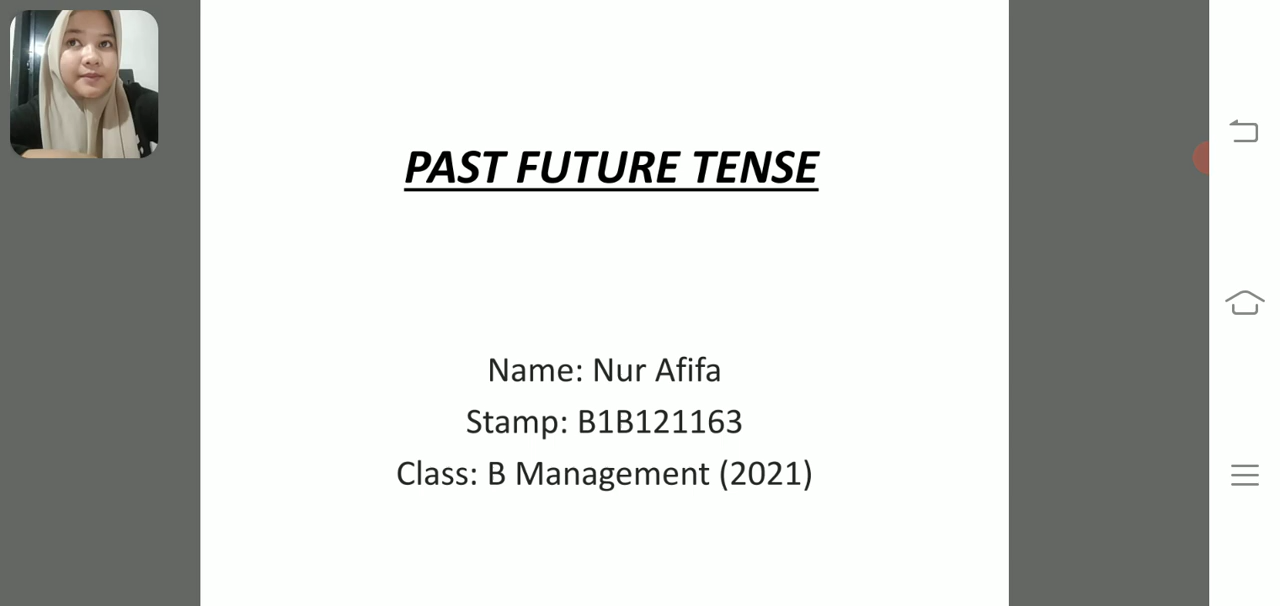 PAST FUTURE TENSE
Name: Nur Afifa
Stamp: B1B121163
Class: B Management (2021)